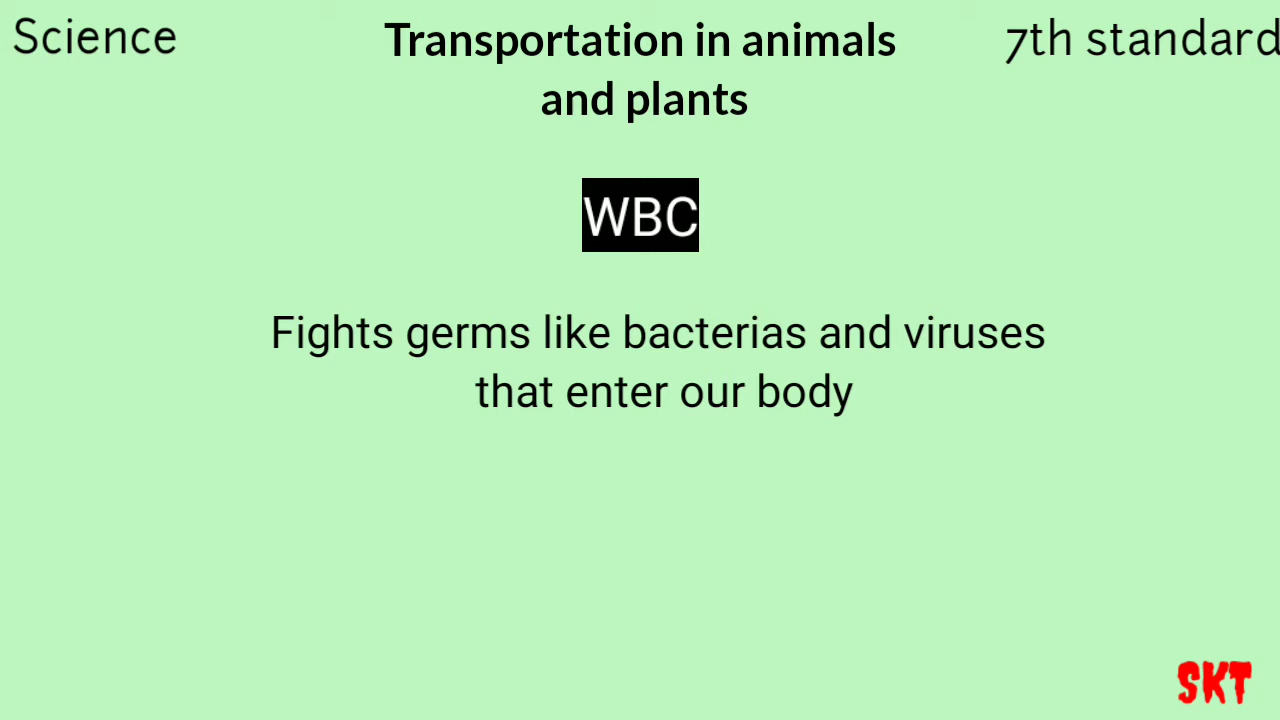 Science
Transportation in animals
and plants
7th standard
WBC
Fights germs like bacterias and viruses
that enter our body
SKT